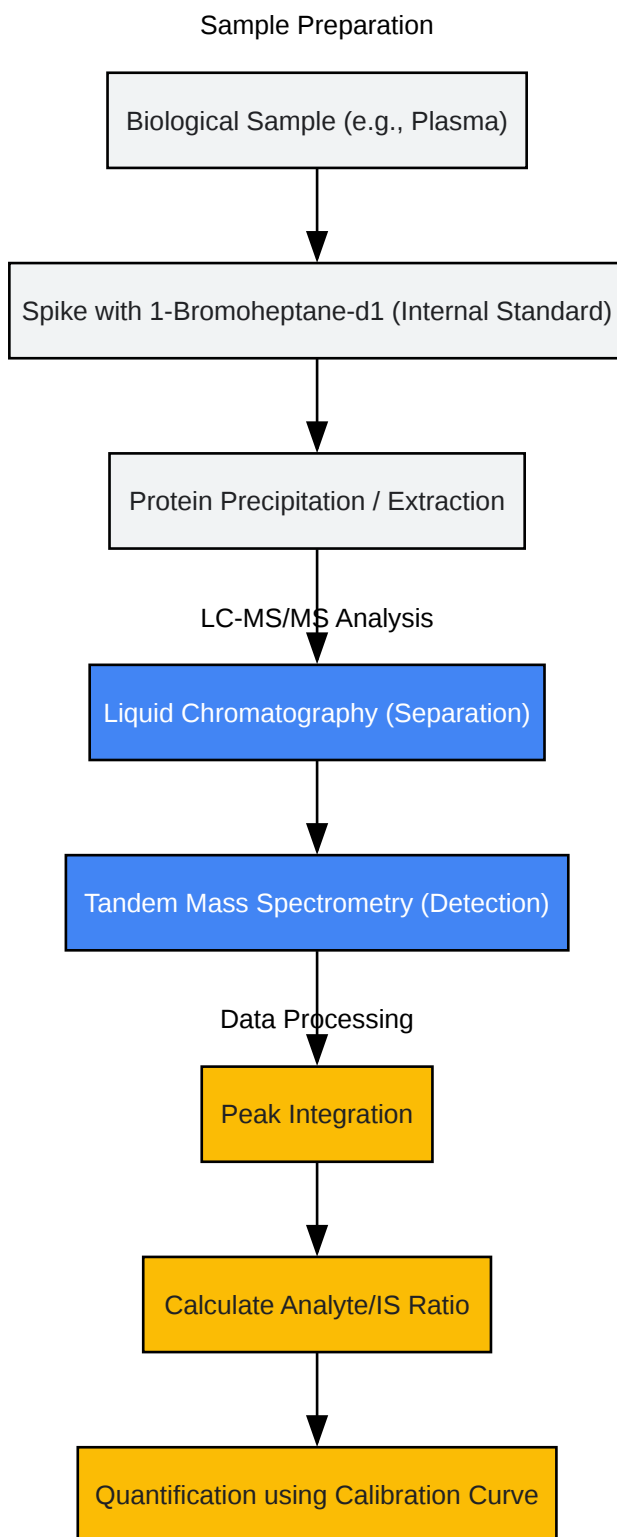 Sample Preparation
Biological Sample (e.g., Plasma)
Spike with 1-Bromoheptane-d1 (Internal Standard)
Protein Precipitation / Extraction
LC-MS/MS Analysis
Liquid Chromatography (Separation)
Tandem Mass Spectrometry (Detection)
Data Processing
Peak Integration
Calculate Analyte/IS Ratio
Quantification using Calibration Curve